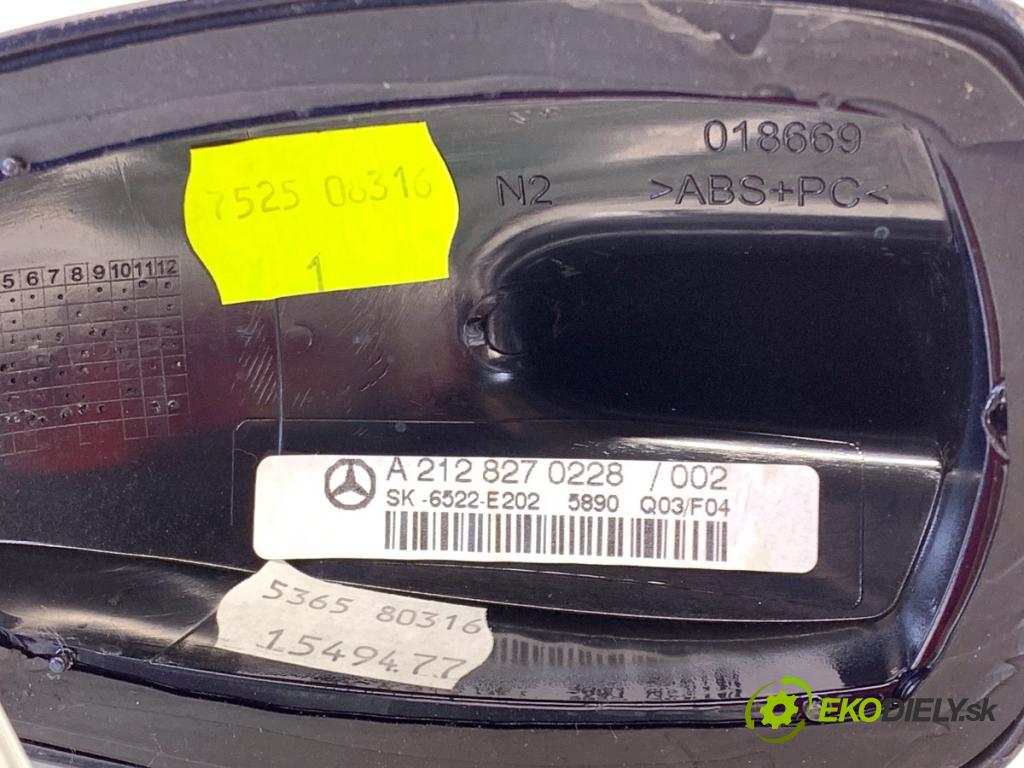 018669
N2 >ABS+PC<
7525 08316
1
5 6 7 8 9 10 11 12
A 212 827 0228 / 002
SK -6522-E202 5890 Q03/F04
5365 80316
1549477
EKODIELY.sk